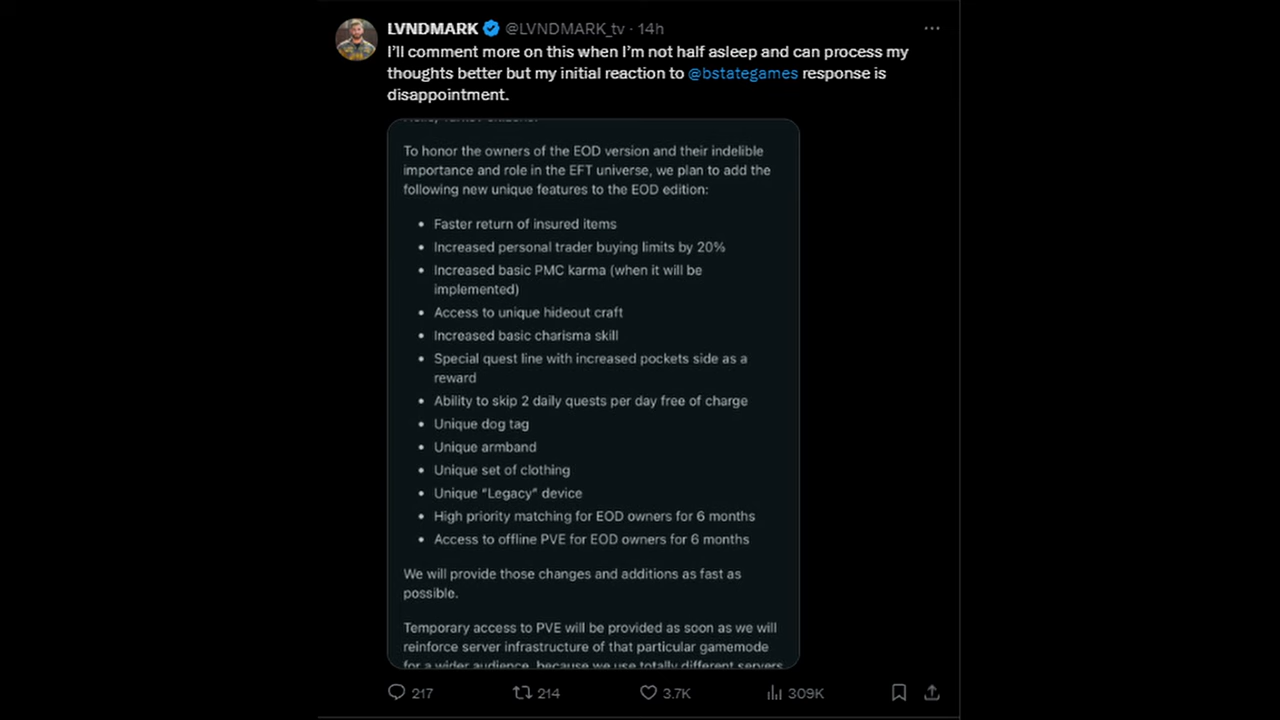 LVNDMARK @LVNDMARK_tv · 14h
I'll comment more on this when I'm not half asleep and can process my
thoughts better but my initial reaction to @bstategames response is
disappointment.
To honor the owners of the EOD version and their indelible
importance and role in the EFT universe, we plan to add the
following new unique features to the EOD edition:
• Faster return of insured items
• Increased personal trader buying limits by 20%
• Increased basic PMC karma (when it will be
implemented)
• Access to unique hideout craft
• Increased basic charisma skill
• Special quest line with increased pockets side as a
reward
• Ability to skip 2 daily quests per day free of charge
• Unique dog tag
• Unique armband
• Unique set of clothing
• Unique “Legacy” device
• High priority matching for EOD owners for 6 months
• Access to offline PVE for EOD owners for 6 months
We will provide those changes and additions as fast as
possible.
Temporary access to PVE will be provided as soon as we will
reinforce server infrastructure of that particular gamemode
for a wider audience, because we use totally different servers
217 214 3.7K 309K